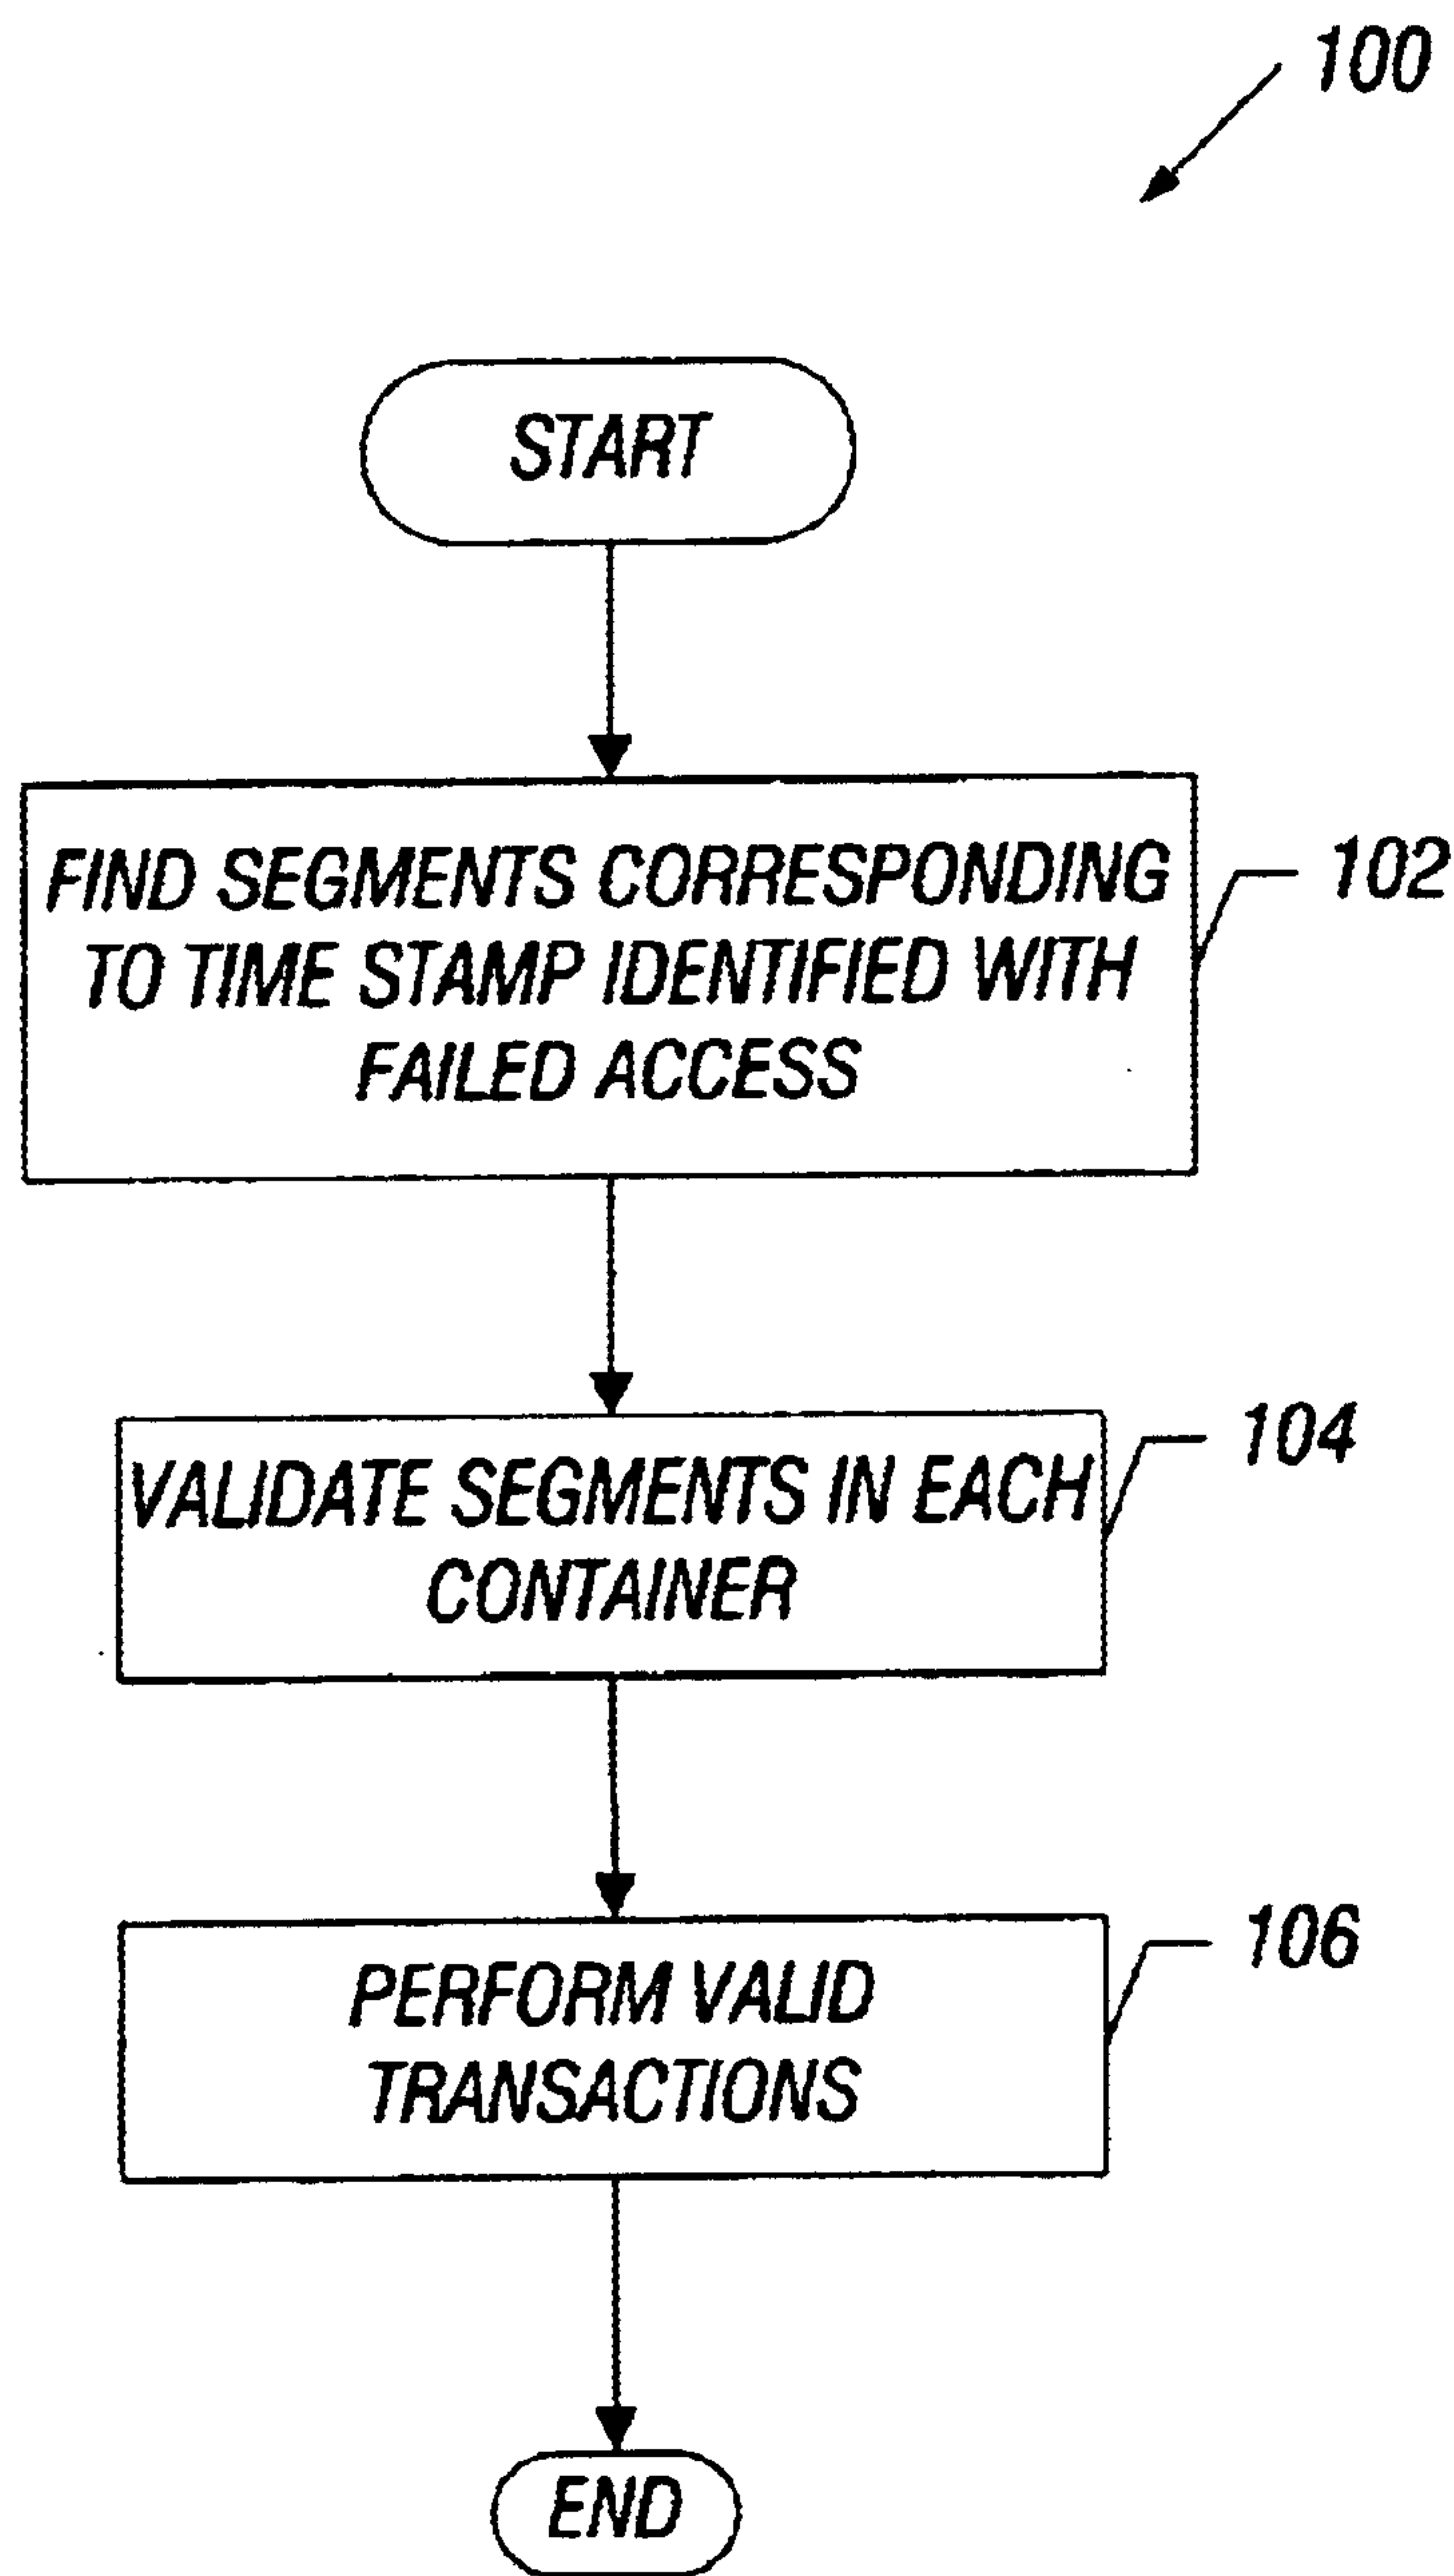 100
START
FIND SEGMENTS CORRESPONDING
TO TIME STAMP IDENTIFIED WITH
FAILED ACCESS
102
VALIDATE SEGMENTS IN EACH
CONTAINER
104
PERFORM VALID
TRANSACTIONS
106
END